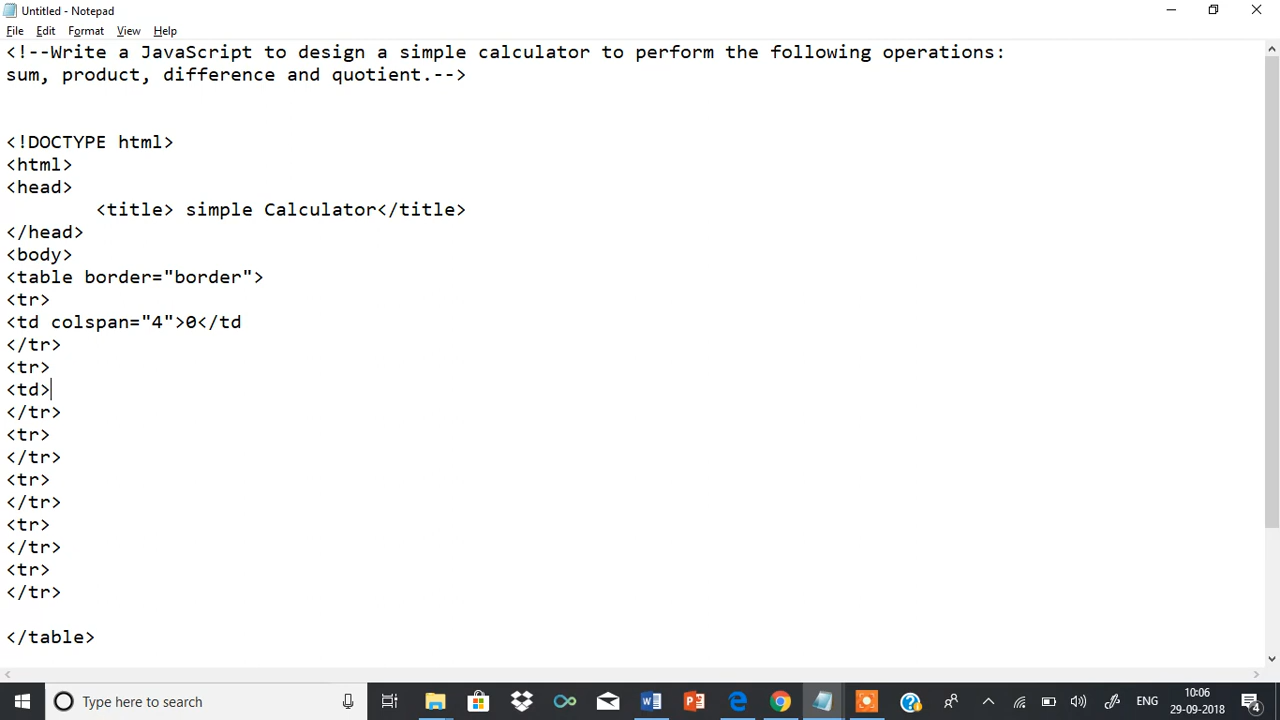 Untitled - Notepad
File Edit Format View Help
<!--Write a JavaScript to design a simple calculator to perform the following operations:
sum, product, difference and quotient.-->
<!DOCTYPE html>
<html>
<head>
<title> simple Calculator</title>
</head>
<body>
<table border="border">
<tr>
<td colspan="4">0</td
</tr>
<tr>
<td>
</tr>
<tr>
</tr>
<tr>
</tr>
<tr>
</tr>
<tr>
</tr>
</table>
Type here to search
ENG
10:06
29-09-2018
4